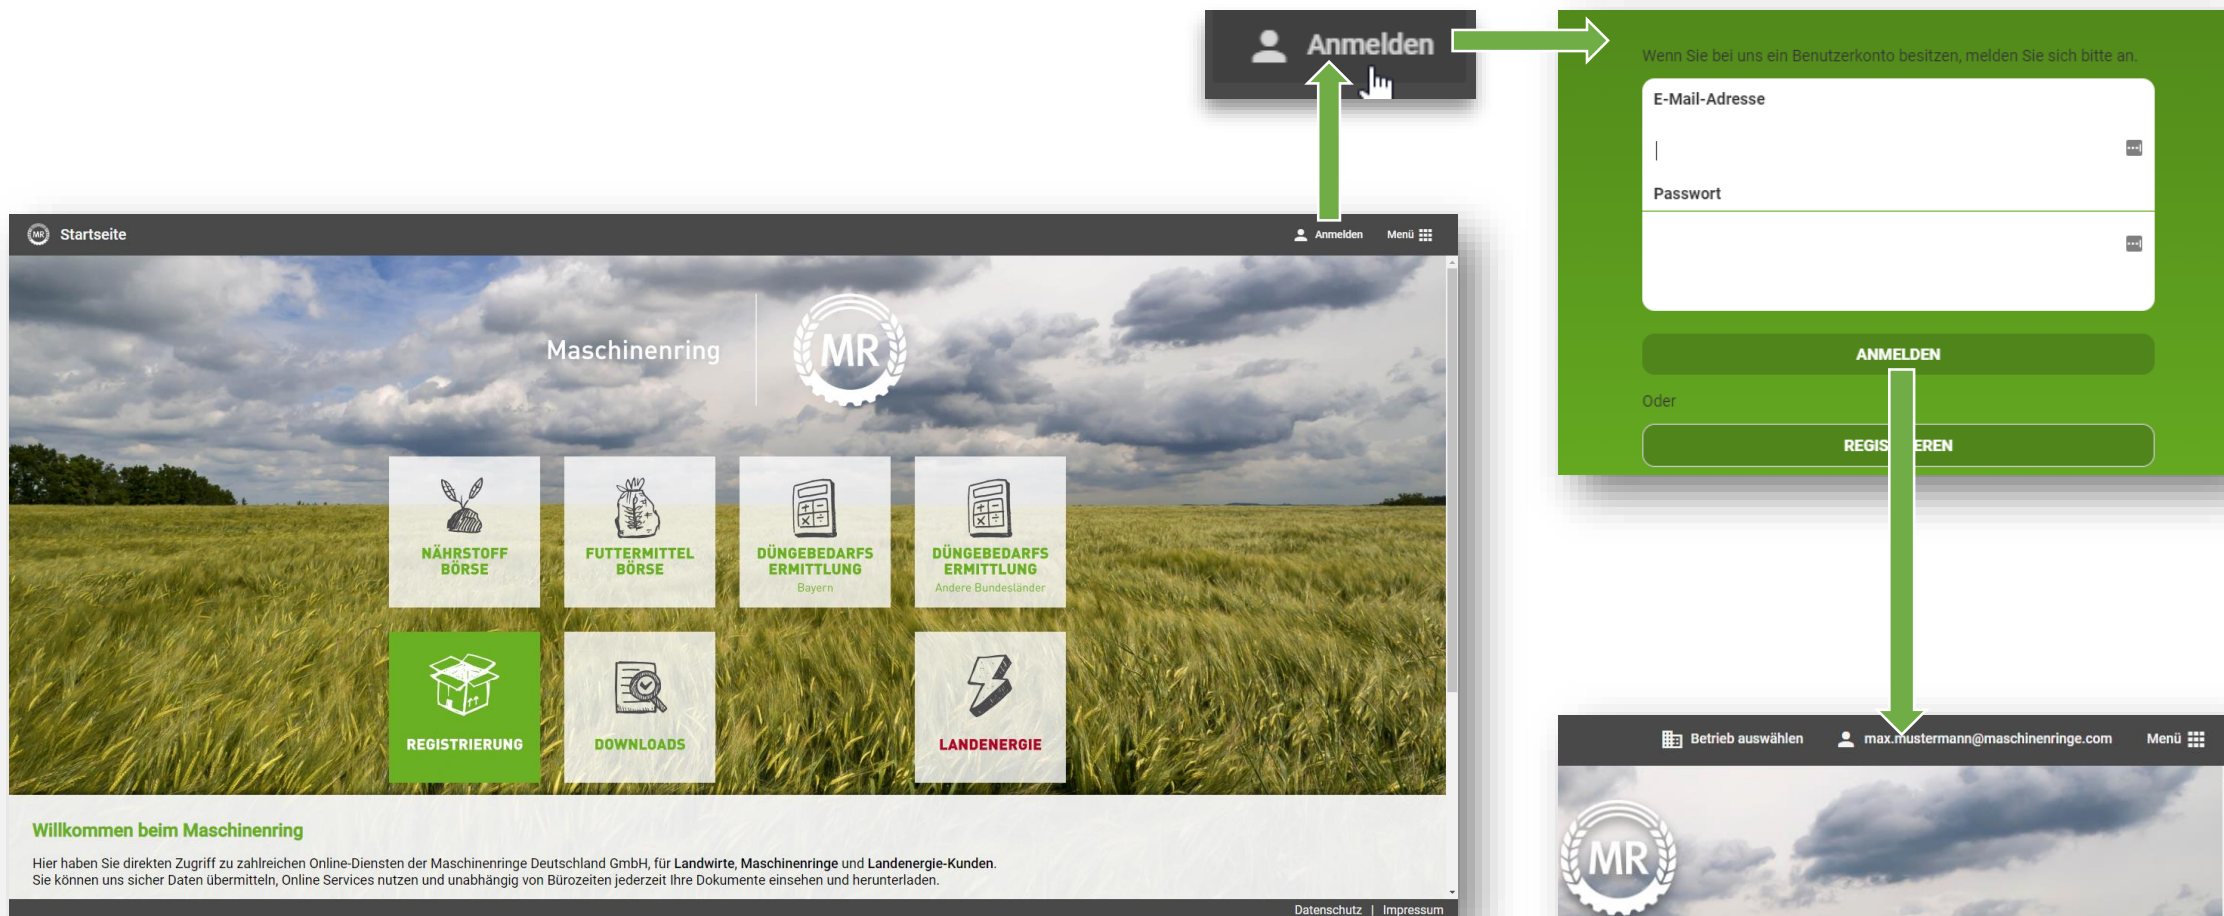 Anmelden
Wenn Sie bei uns ein Benutzerkonto besitzen, melden Sie sich bitte an.
E-Mail-Adresse
Passwort
ANMELDEN
Oder
Startseite
Anmelden
Menü
Maschinenring
MR
NÄHRSTOFF
BÖRSE
FUTTERMITTEL
BÖRSE
DÜNGEBEDARFS
ERMITTLUNG
Bayern
DÜNGEBEDARFS
ERMITTLUNG
Andere Bundesländer
REGISTRIERUNG
DOWNLOADS
LANDENERGIE
Willkommen beim Maschinenring
Hier haben Sie direkten Zugriff zu zahlreichen Online-Diensten der Maschinenringe Deutschland GmbH, für Landwirte, Maschinenringe und Landenergie-Kunden.
Sie können uns sicher Daten übermitteln, Online Services nutzen und unabhängig von Bürozeiten jederzeit Ihre Dokumente einsehen und herunterladen.
Datenschutz | Impressum
Betrieb auswählen
max.mustermann@maschinenringe.com
Menü
MR